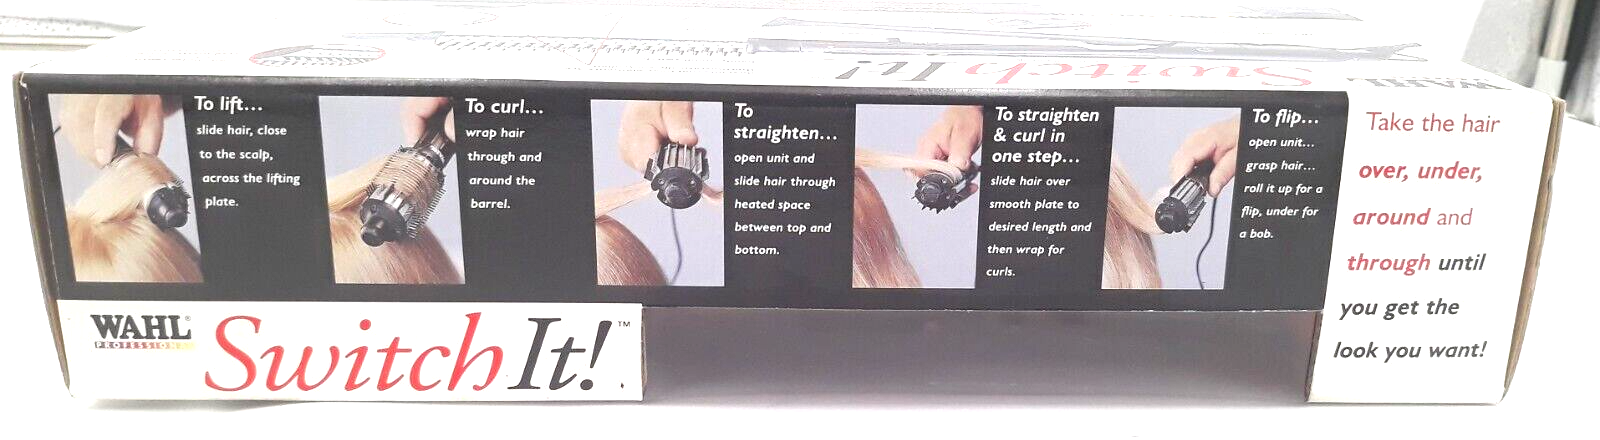 Switch It!
WAHL
To lift...
slide hair, close
to the scalp,
across the lifting
plate.
To curl...
wrap hair
through and
around the
barrel.
To
straighten...
open unit and
slide hair through
heated space
between top and
bottom.
To straighten
& curl in
one step...
slide hair over
smooth plate to
desired length and
then wrap for
curls.
To flip...
open unit...
grasp hair...
roll it up for a
flip, under for
a bob.
Take the hair
over, under,
around and
through until
you get the
look you want!
WAHL®
PROFESSIONAL
Switch It!™